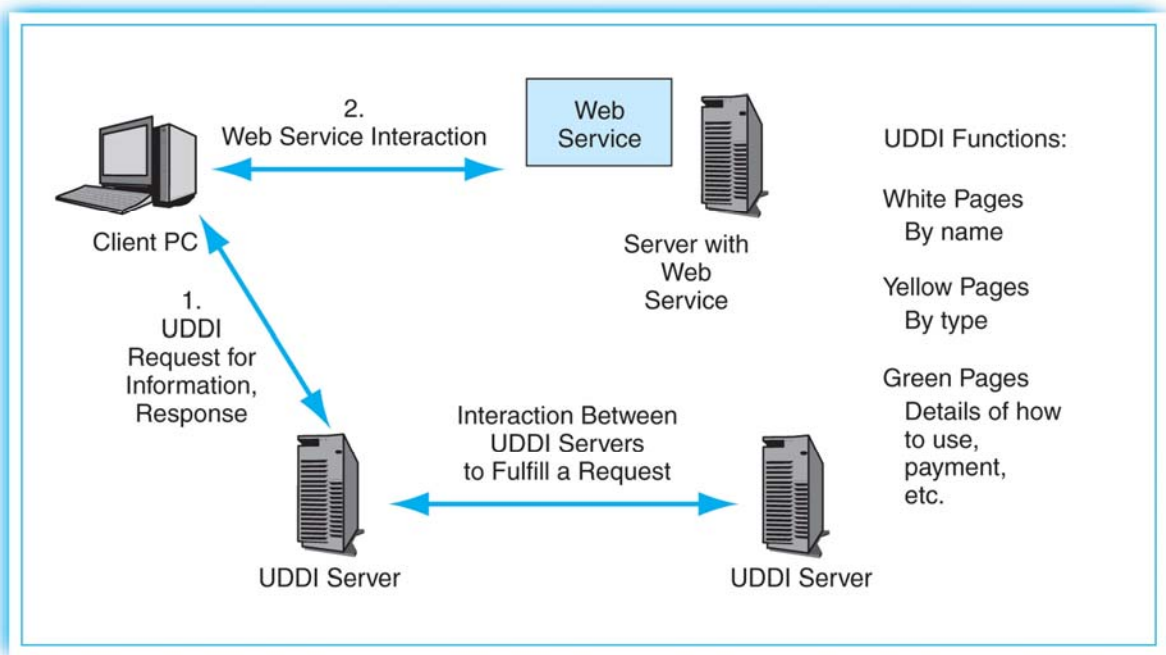 2.
Web Service Interaction
Web
Service
Client PC
Server with
Web
Service
1.
UDDI
Request for
Information,
Response
Interaction Between
UDDI Servers
to Fulfill a Request
UDDI Server
UDDI Server
UDDI Functions:
White Pages
By name
Yellow Pages
By type
Green Pages
Details of how
to use,
payment,
etc.